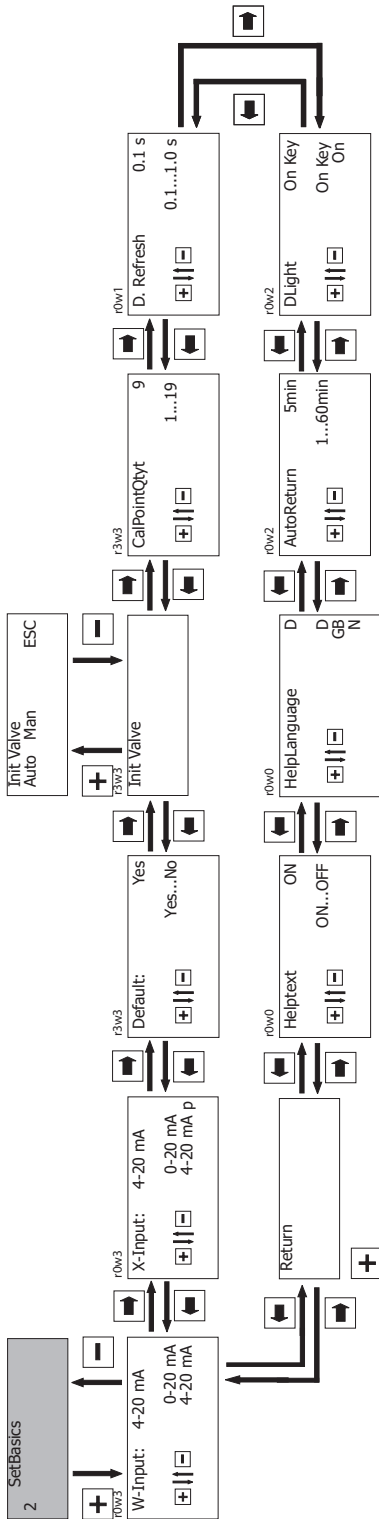 SetBasics
2
+
−
r0w3
W-Input: 4-20 mA
0-20 mA
4-20 mA
+ −
r0w3
X-Input: 4-20 mA
0-20 mA
4-20 mA p
+ −
r3w3
Default: Yes
Yes...No
+ −
Init Valve
Auto Man ESC
+
−
r3w3
Init Valve
r3w3
CalPointQtyt 9
1...19
+ −
r0w1
D. Refresh 0.1 s
0.1...1.0 s
+ −
Return
+
r0w0
Helptext ON
ON...OFF
+ −
r0w0
HelpLanguage D
D
GB
N
+ −
r0w2
AutoReturn 5min
1...60min
+ −
r0w2
DLight On Key
On Key
On
+ −